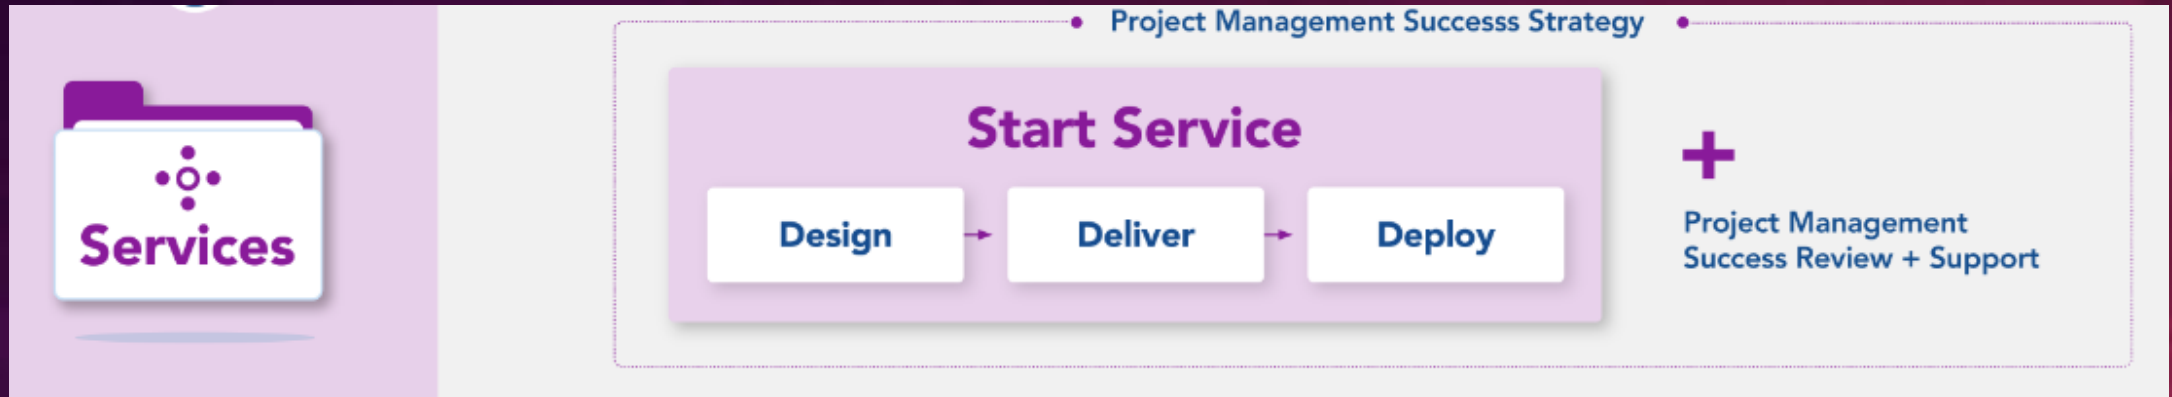 Project Management Successs Strategy
Services
Start Service
Design
Deliver
Deploy
+
Project Management
Success Review + Support